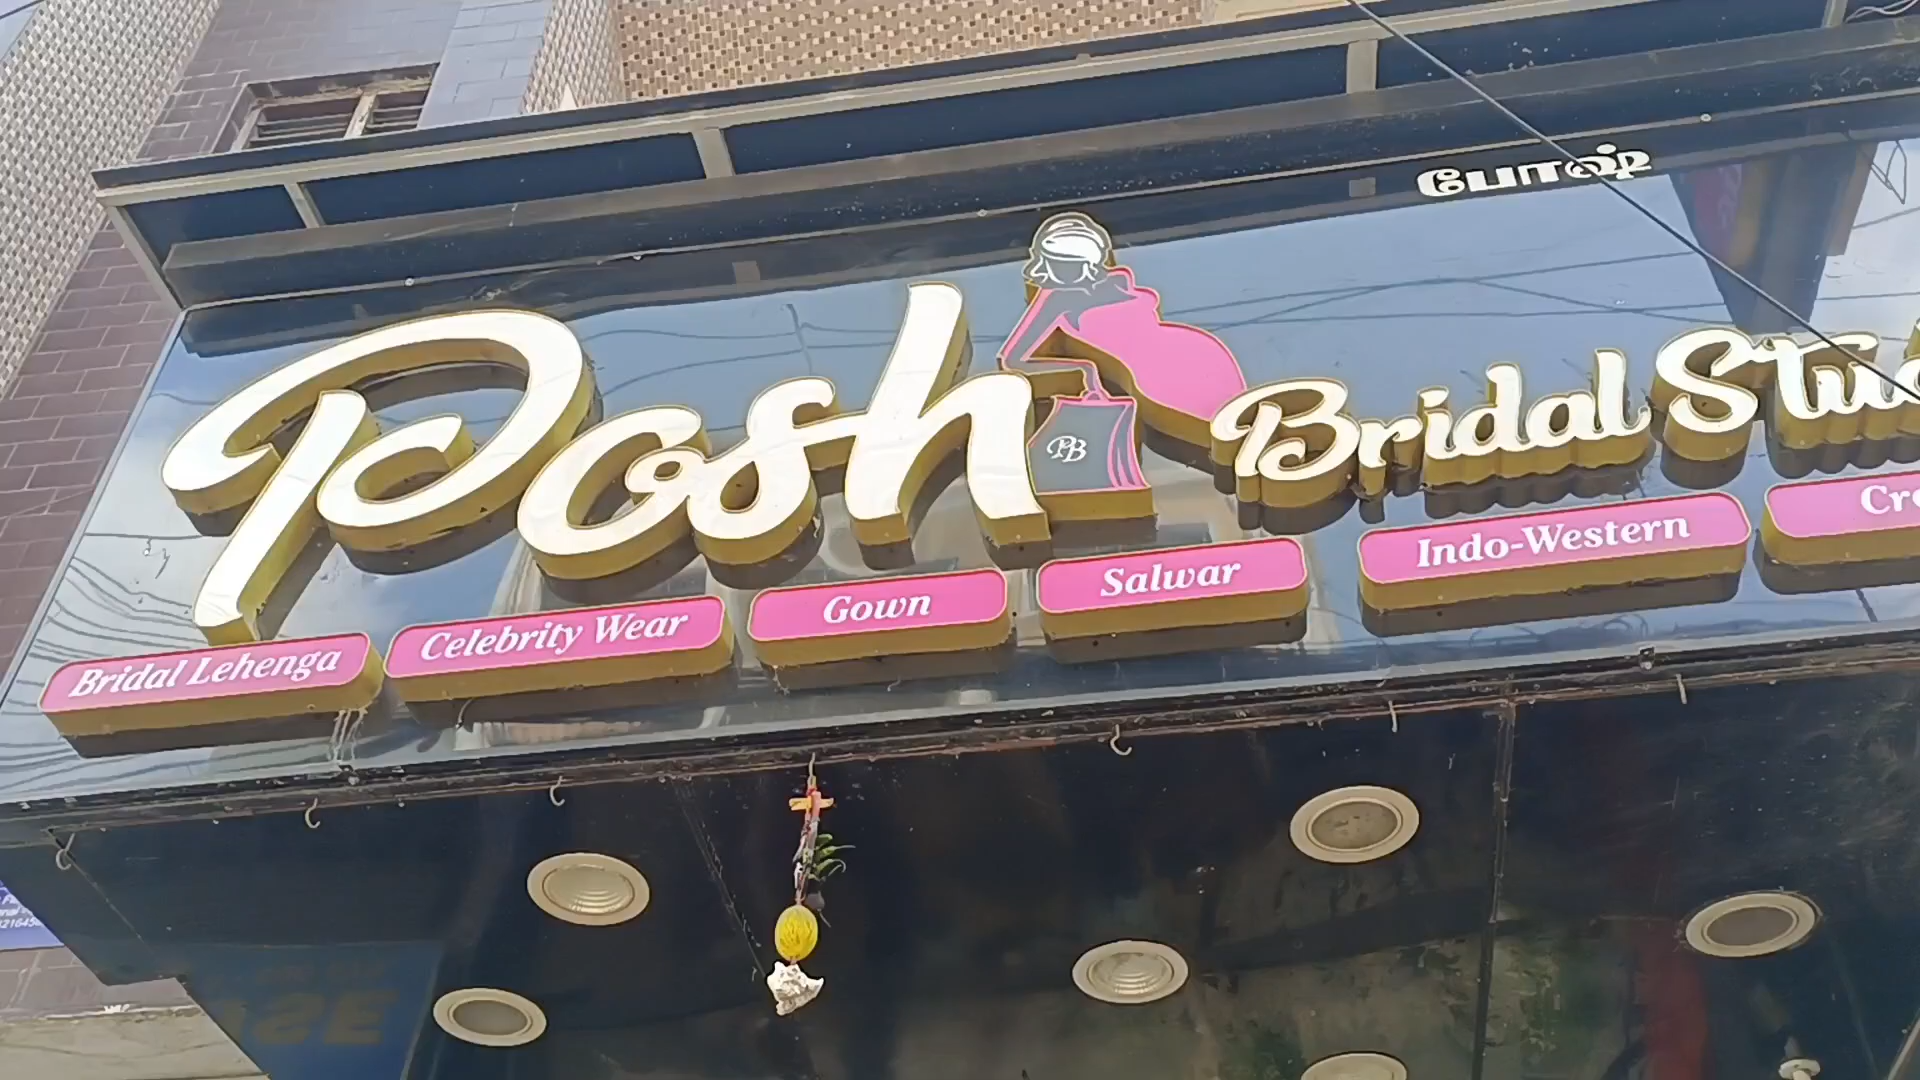 போஷ்
Posh Bridal
PB
Bridal Lehenga
Celebrity Wear
Gown
Salwar
Indo-Western